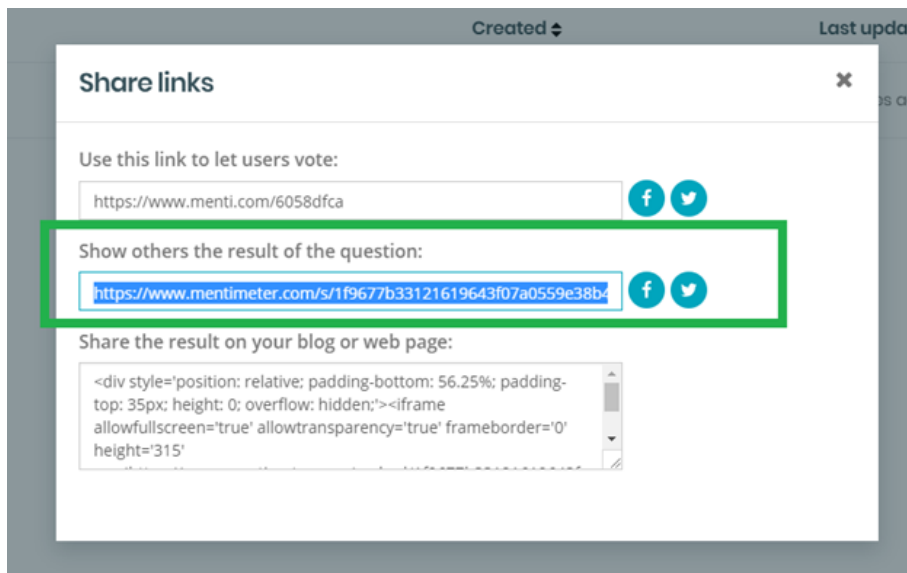 Created
Last upda
Share links
os a
Use this link to let users vote:
https://www.menti.com/6058dfca
Show others the result of the question:
https://www.mentimeter.com/s/1f9677b33121619643f07a0559e38b4
Share the result on your blog or web page:
<div style='position: relative; padding-bottom: 56.25%; padding-
top: 35px; height: 0; overflow: hidden;'><iframe
allowfullscreen='true' allowtransparency='true' frameborder='0'
height='315'